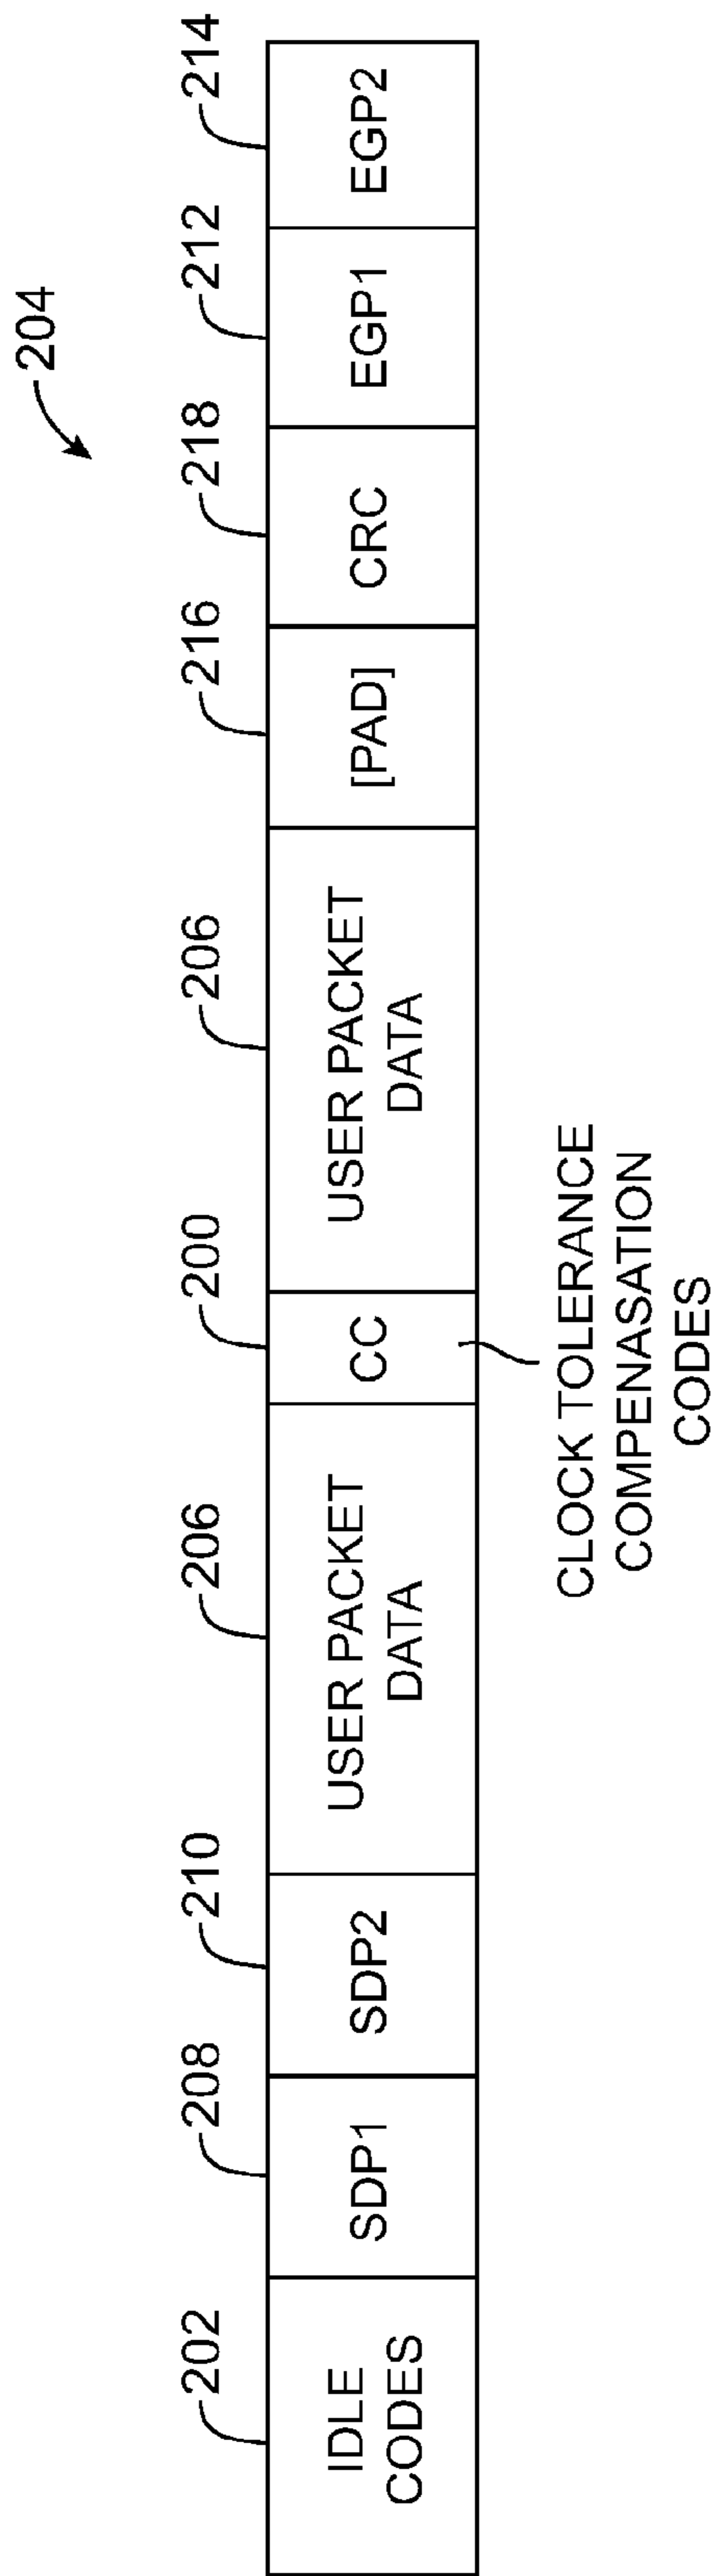 204
202
208
210
206
200
206
216
218
212
214
IDLE
CODES
SDP1
SDP2
USER PACKET
DATA
CC
USER PACKET
DATA
[PAD]
CRC
EGP1
EGP2
CLOCK TOLERANCE
COMPENASATION
CODES